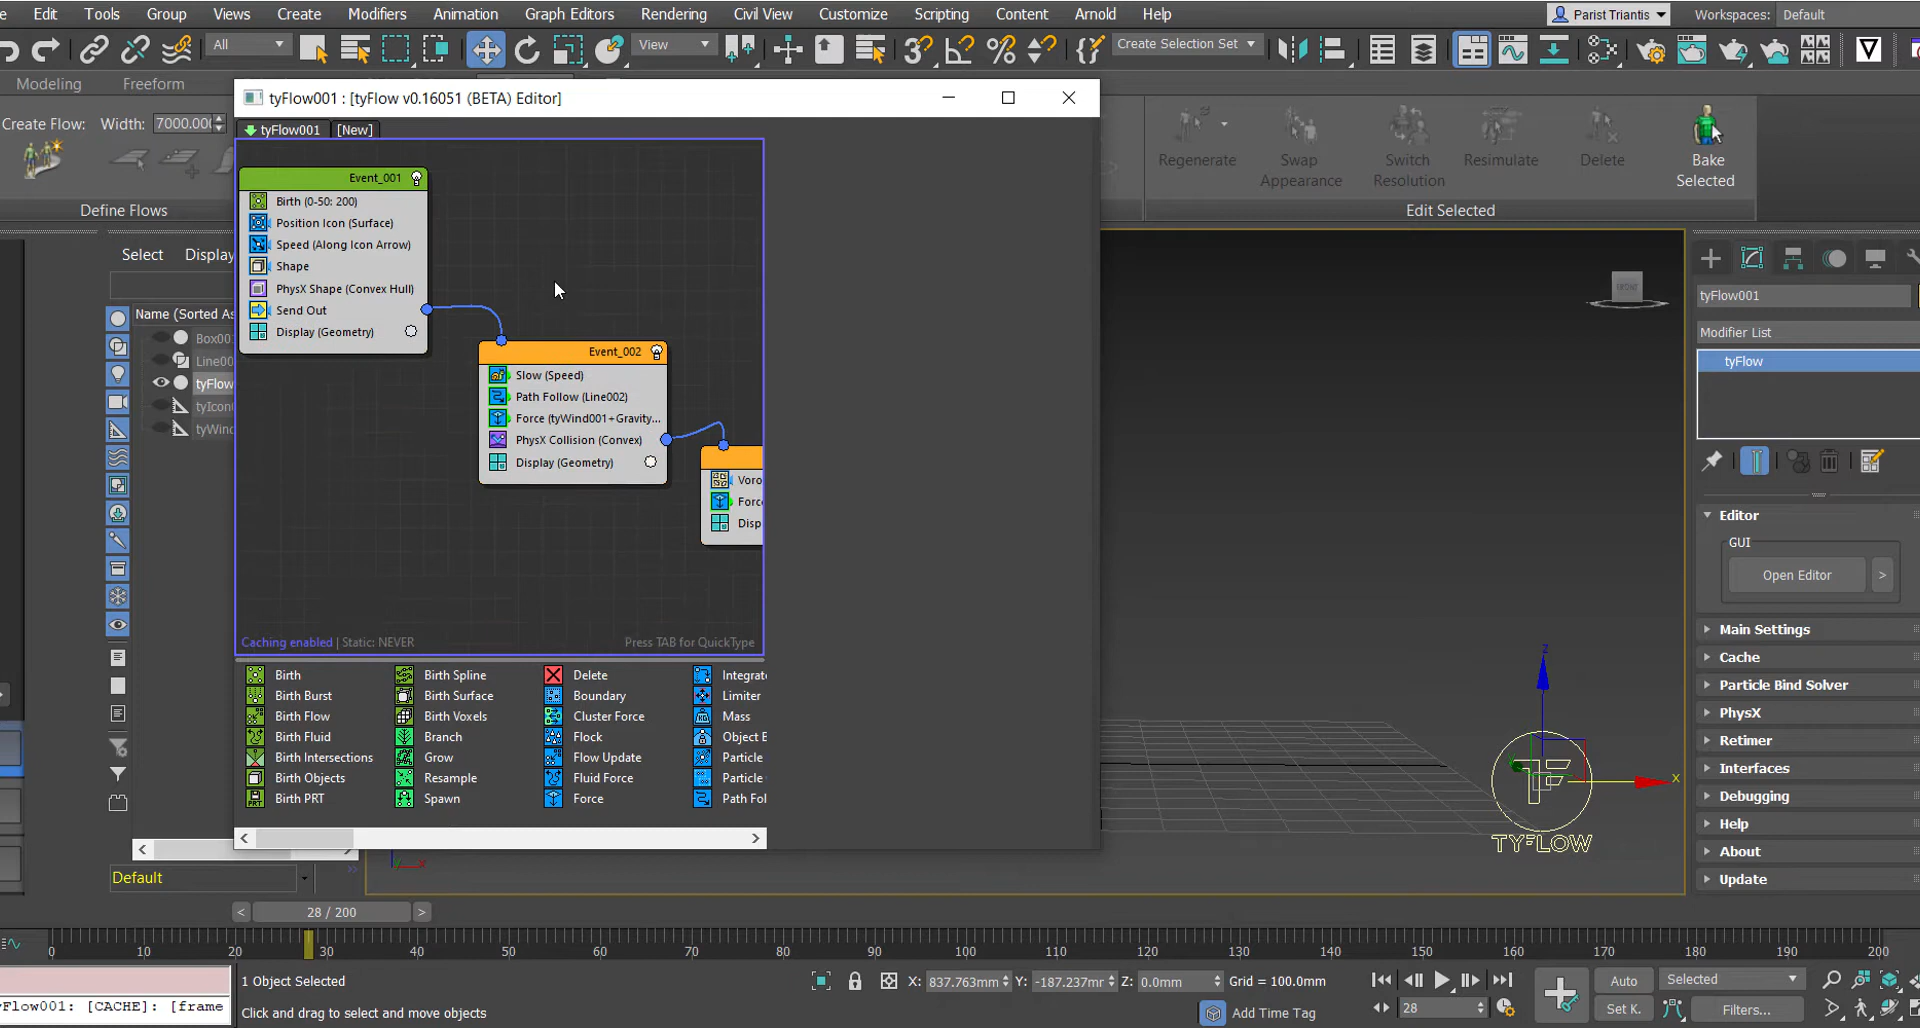 Edit Tools Group Views Create Modifiers Animation Graph Editors Rendering Civil View Customize Scripting Content Arnold Help
Parist Triantis Workspaces: Default
All View Create Selection Set
Modeling Freeform
tyFlow001 : [tyFlow v0.16051 (BETA) Editor]
Create Flow: Width: 7000.00
tyFlow001 [New]
Regenerate Swap Appearance Switch Resolution Resimulate Delete Bake Selected
Define Flows
Edit Selected
Event_001
Birth (0-50: 200)
Position Icon (Surface)
Speed (Along Icon Arrow)
Shape
PhysX Shape (Convex Hull)
Send Out
Display (Geometry)
Event_002
Slow (Speed)
Path Follow (Line002)
Force (tyWind001+Gravity...
PhysX Collision (Convex)
Display (Geometry)
Voro
Forc
Disp
Caching enabled | Static: NEVER
Press TAB for QuickType
Birth Birth Spline Delete Integrat
Birth Burst Birth Surface Boundary Limiter
Birth Flow Birth Voxels Cluster Force Mass
Birth Fluid Branch Flock Object B
Birth Intersections Grow Flow Update Particle
Birth Objects Resample Fluid Force Particle
Birth PRT Spawn Force Path Fol
Select Display
Name (Sorted As
Box00
Line00
tyFlow
tyIcon
tyWin
Default
FRONT
z
x
TYFLOW
x
tyFlow001
Modifier List
tyFlow
Editor
GUI
Open Editor >
Main Settings
Cache
Particle Bind Solver
PhysX
Retimer
Interfaces
Debugging
Help
About
Update
< 28 / 200 >
0 10 20 30 40 50 60 70 80 90 100 110 120 130 140 150 160 170 180 190 200
1 Object Selected
X: 837.763mm Y: -187.237mr Z: 0.0mm Grid = 100.0mm
Auto Selected
yFlow001: [CACHE]: [frame
Click and drag to select and move objects
Add Time Tag
28
Set K. Filters...